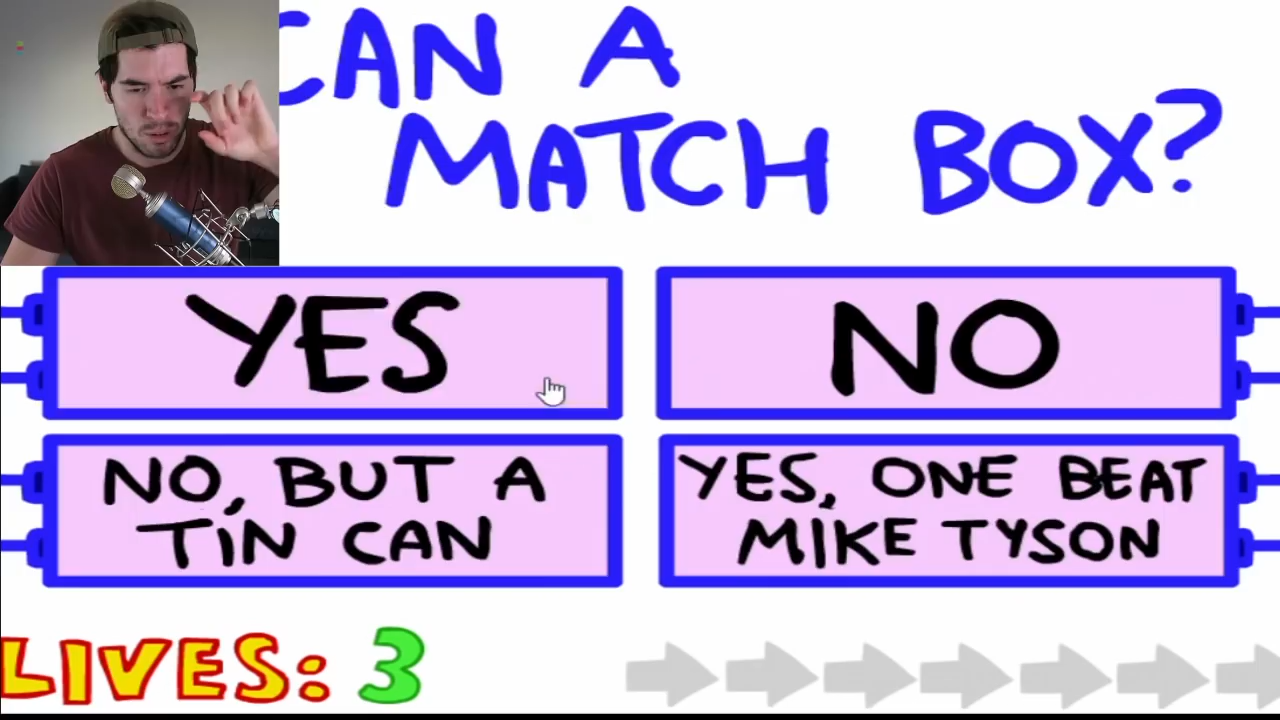 CAN A
MATCH BOX?
YES
NO
NO, BUT A
TIN CAN
YES, ONE BEAT
MIKE TYSON
LIVES: 3